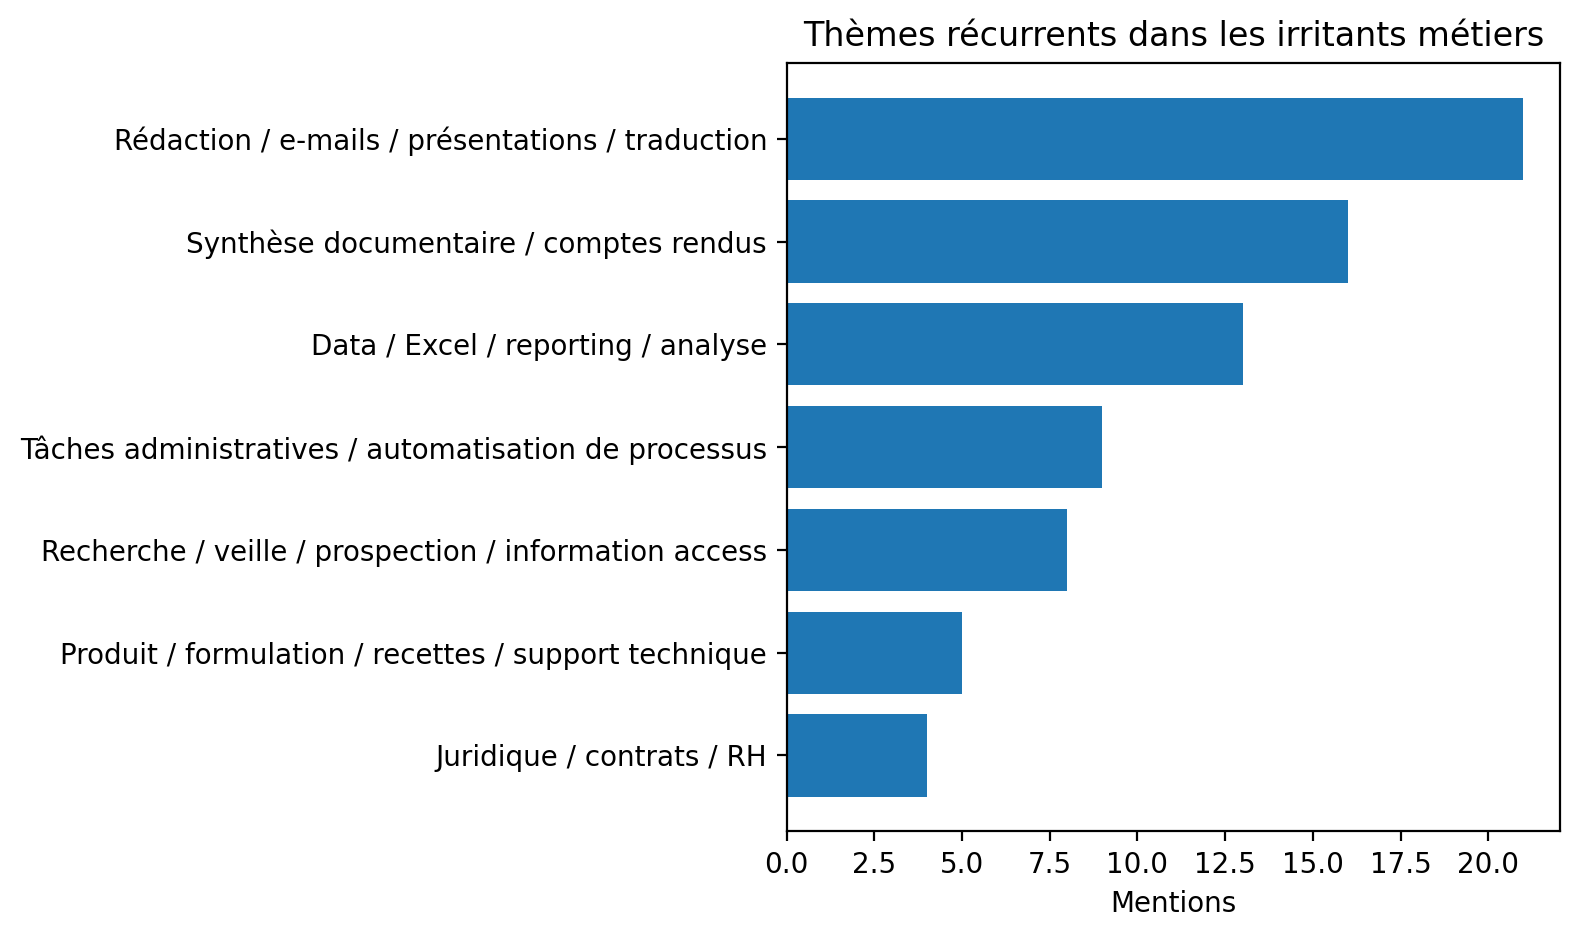 Thèmes récurrents dans les irritants métiers
Rédaction / e-mails / présentations / traduction
Synthèse documentaire / comptes rendus
Data / Excel / reporting / analyse
Tâches administratives / automatisation de processus
Recherche / veille / prospection / information access
Produit / formulation / recettes / support technique
Juridique / contrats / RH
0.0 2.5 5.0 7.5 10.0 12.5 15.0 17.5 20.0
Mentions